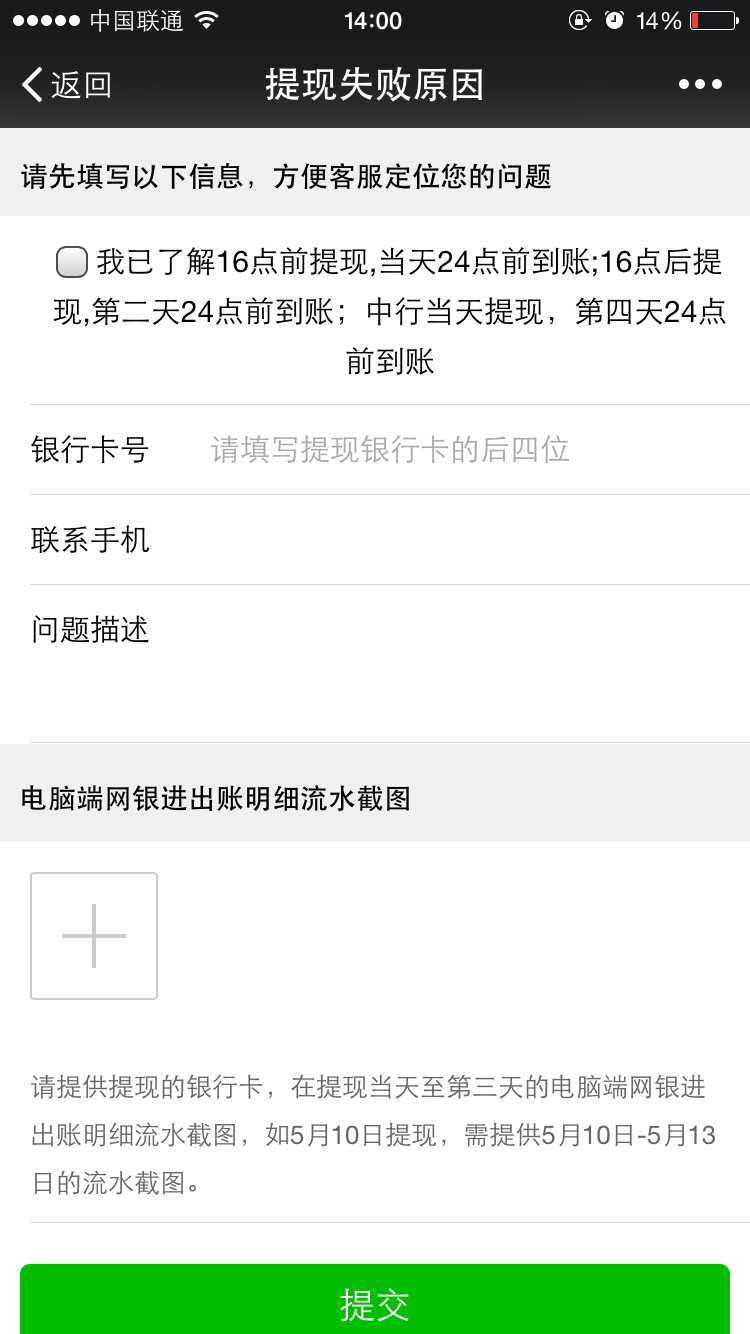 中国联通 14:00 14%
返回 提现失败原因
请先填写以下信息，方便客服定位您的问题
我已了解16点前提现,当天24点前到账;16点后提
现,第二天24点前到账；中行当天提现，第四天24点
前到账
银行卡号 请填写提现银行卡的后四位
联系手机
问题描述
电脑端网银进出账明细流水截图
请提供提现的银行卡，在提现当天至第三天的电脑端网银进
出账明细流水截图，如5月10日提现，需提供5月10日-5月13
日的流水截图。
提交